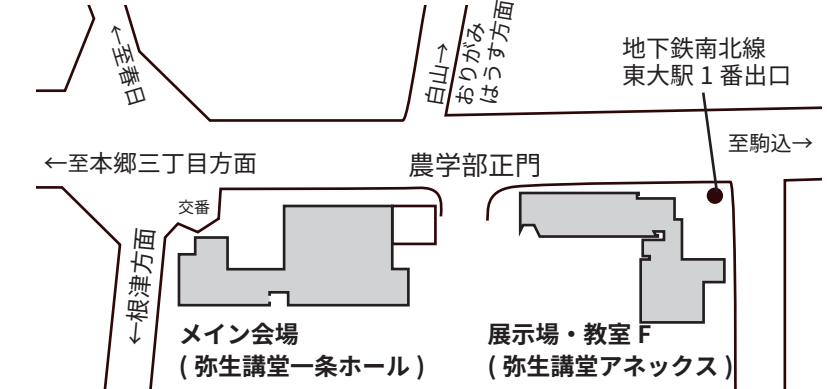 ←至春日
白山→
おりがみ
はうす方面
地下鉄南北線
東大駅 1 番出口
至駒込→
←至本郷三丁目方面
農学部正門
交番
←根津方面
メイン会場
( 弥生講堂一条ホール )
展示場・教室 F
( 弥生講堂アネックス )